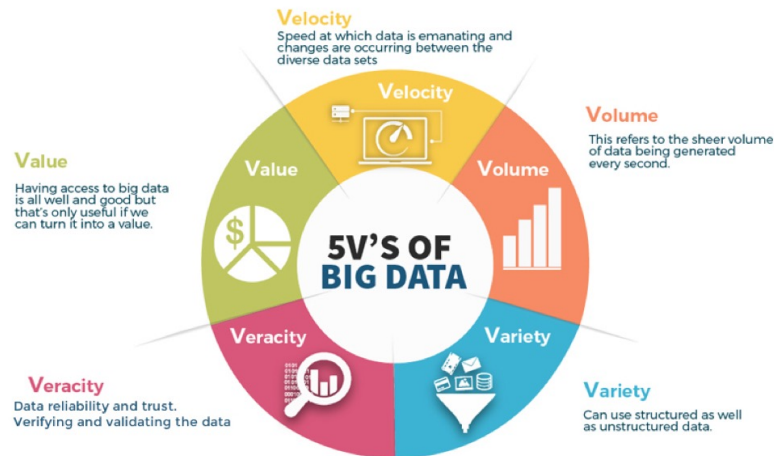 Velocity
Speed at which data is emanating and
changes are occurring between the
diverse data sets
Velocity
Volume
This refers to the sheer volume
of data being generated
every second.
Value
Having access to big data
is all well and good but
that's only useful if we
can turn it into a value.
Value
Volume
$
5V'S OF
BIG DATA
Veracity
Variety
Veracity
Data reliability and trust.
Verifying and validating the data
Variety
Can use structured as well
as unstructured data.